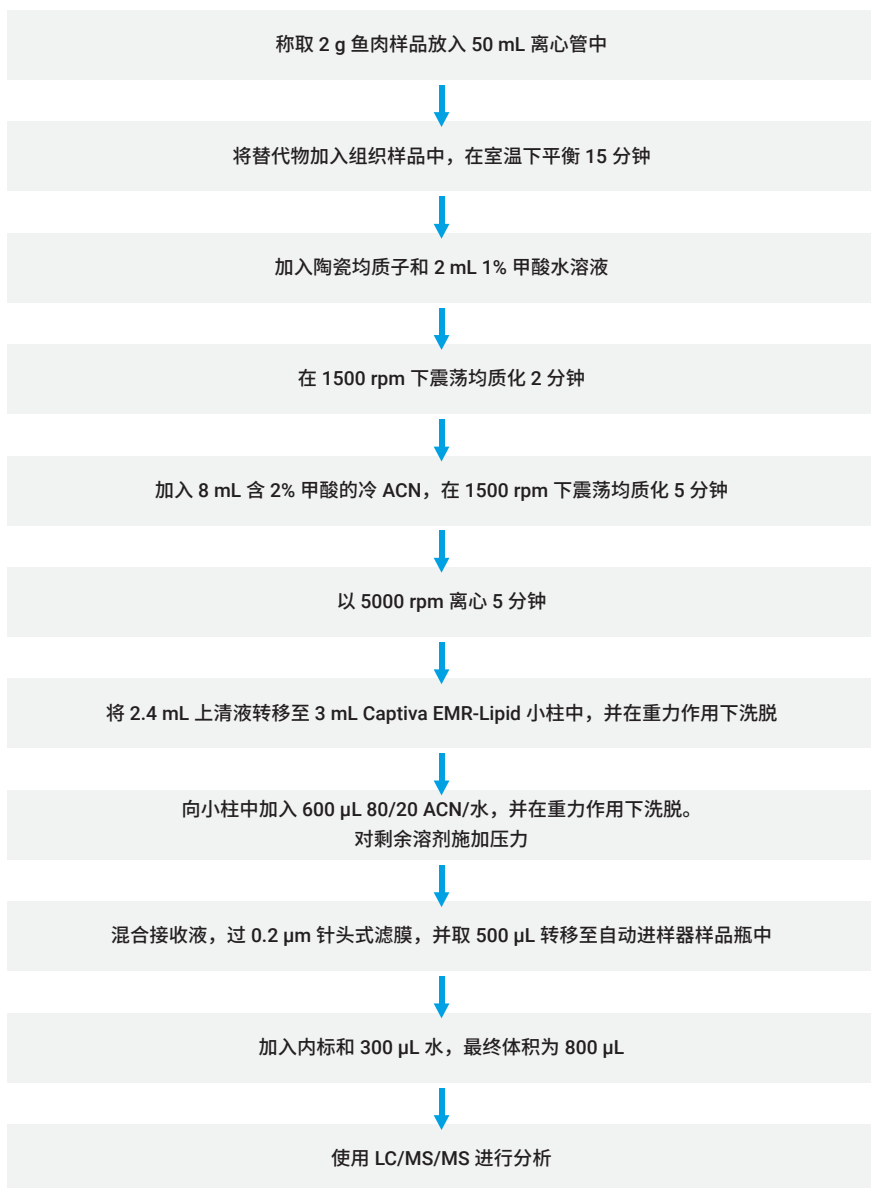 称取 2 g 鱼肉样品放入 50 mL 离心管中
将替代物加入组织样品中，在室温下平衡 15 分钟
加入陶瓷均质子和 2 mL 1% 甲酸水溶液
在 1500 rpm 下震荡均质化 2 分钟
加入 8 mL 含 2% 甲酸的冷 ACN，在 1500 rpm 下震荡均质化 5 分钟
以 5000 rpm 离心 5 分钟
将 2.4 mL 上清液转移至 3 mL Captiva EMR-Lipid 小柱中，并在重力作用下洗脱
向小柱中加入 600 μL 80/20 ACN/水，并在重力作用下洗脱。
对剩余溶剂施加压力
混合接收液，过 0.2 μm 针头式滤膜，并取 500 μL 转移至自动进样器样品瓶中
加入内标和 300 μL 水，最终体积为 800 μL
使用 LC/MS/MS 进行分析